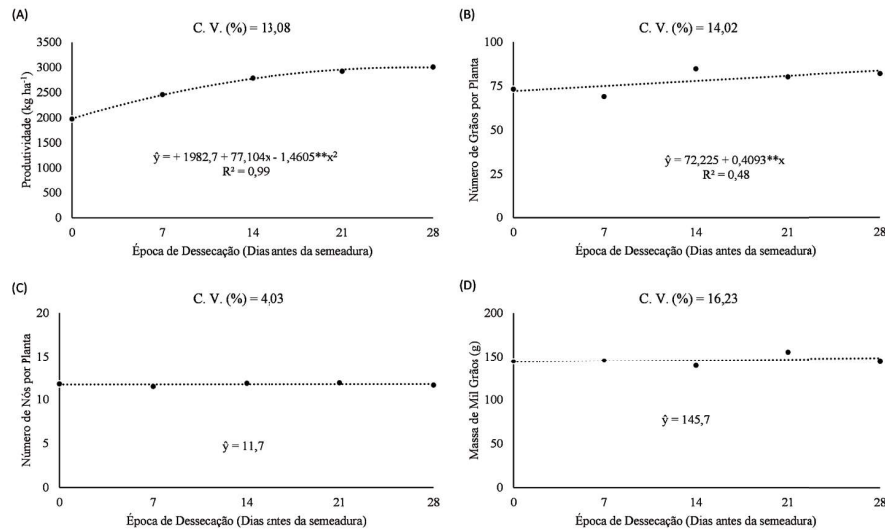 (A)
C. V. (%) = 13,08
3500
3000
2500
2000
1500
1000
500
0
Produtividade (kg ha⁻¹)
ŷ = + 1982,7 + 77,104x - 1,4605**x²
R² = 0,99
0 7 14 21 28
Época de Dessecação (Dias antes da semeadura)
(B)
C. V. (%) = 14,02
100
75
50
25
0
Número de Grãos por Planta
ŷ = 72,225 + 0,4093**x
R² = 0,48
0 7 14 21 28
Época de Dessecação (Dias antes da semeadura)
(C)
C. V. (%) = 4,03
20
15
10
5
0
Número de Nós por Planta
ŷ = 11,7
0 7 14 21 28
Época de Dessecação (Dias antes da semeadura)
(D)
C. V. (%) = 16,23
200
150
100
50
0
Massa de Mil Grãos (g)
ŷ = 145,7
0 7 14 21 28
Época de Dessecação (Dias antes da semeadura)